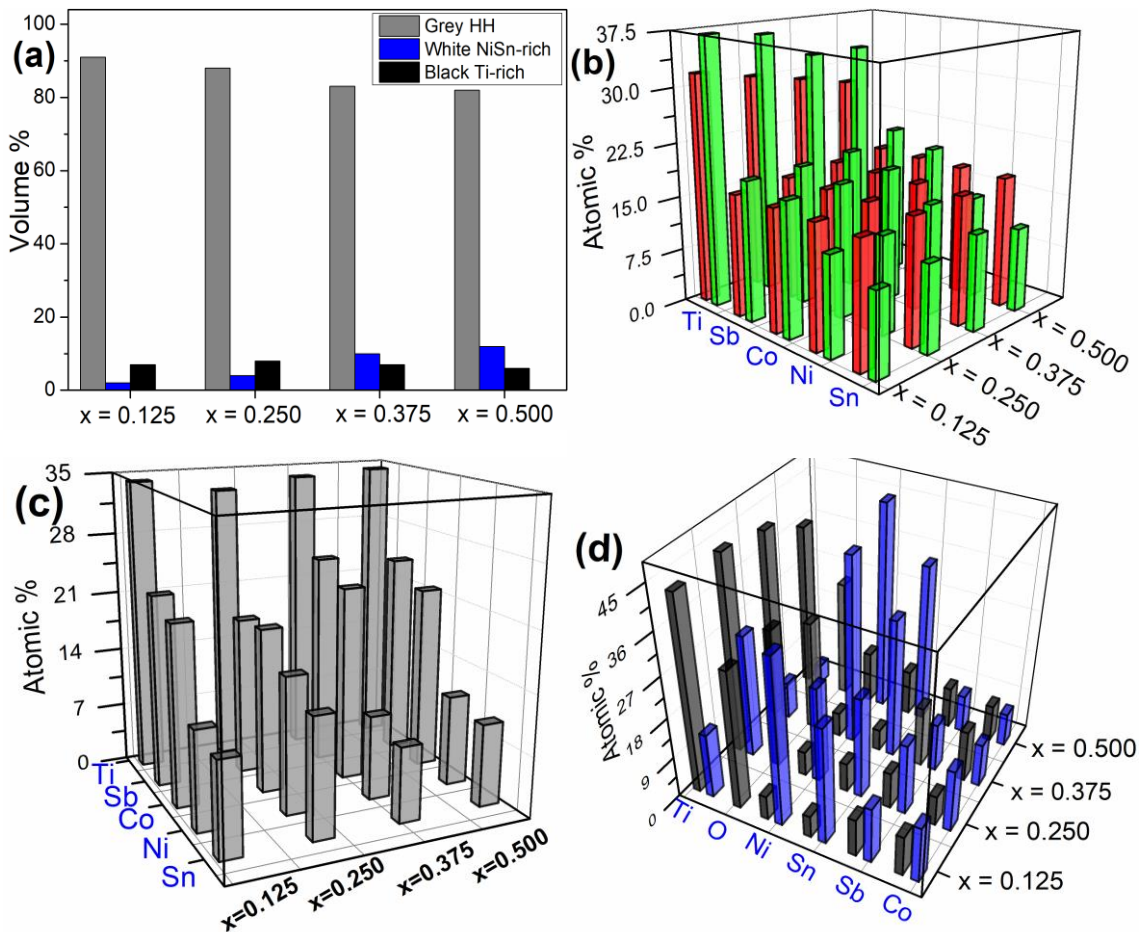 (a)
Volume %
100
80
60
40
20
0
Grey HH
White NiSn-rich
Black Ti-rich
x = 0.125
x = 0.250
x = 0.375
x = 0.500
(b)
Atomic %
37.5
30.0
22.5
15.0
7.5
0.0
Ti
Sb
Co
Ni
Sn
x = 0.500
x = 0.375
x = 0.250
x = 0.125
(c)
Atomic %
35
28
21
14
7
0
Ti
Sb
Co
Ni
Sn
x=0.125
x=0.250
x=0.375
x=0.500
(d)
Atomic %
45
36
27
18
9
0
Ti
O
Ni
Sn
Sb
Co
x = 0.500
x = 0.375
x = 0.250
x = 0.125